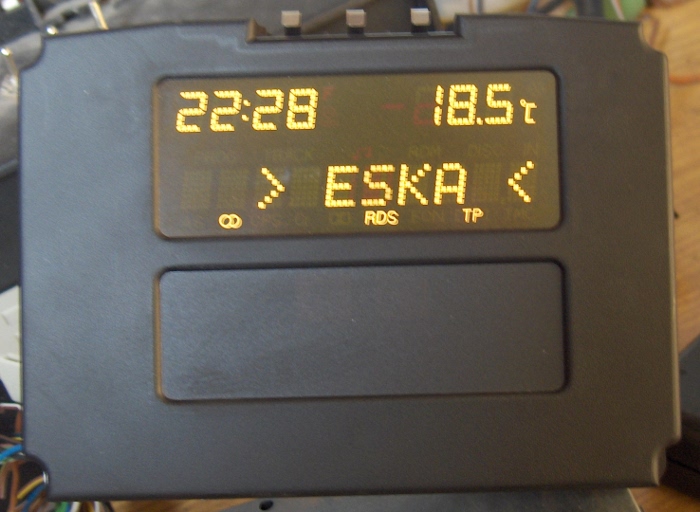 22:28 18.5℃
> ESKA <
RDS TP